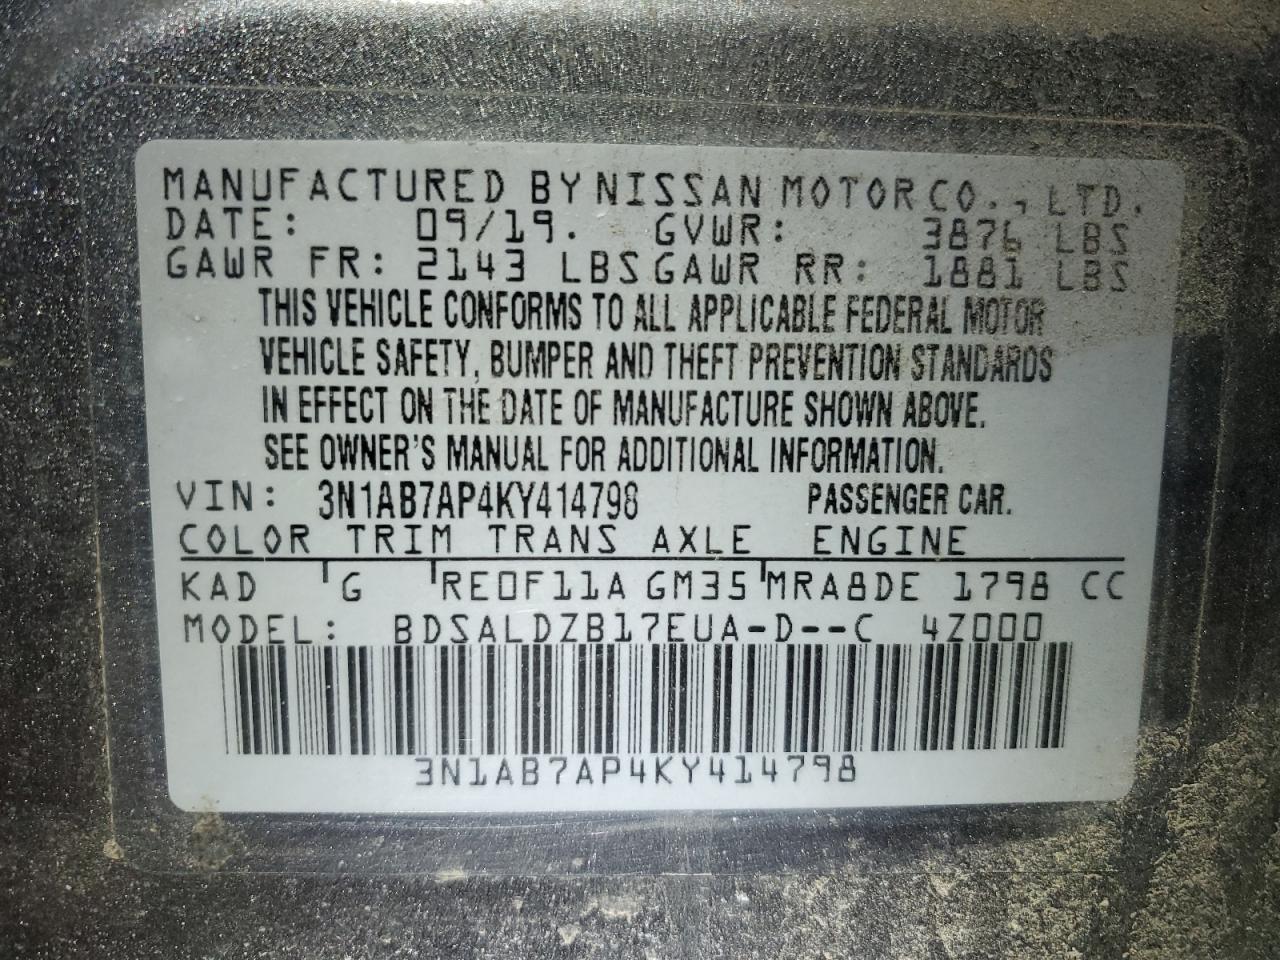 MANUFACTURED BY NISSAN MOTOR CO., LTD.
DATE: 09/19. GVWR: 3876 LBS
GAWR FR: 2143 LBS GAWR RR: 1881 LBS
THIS VEHICLE CONFORMS TO ALL APPLICABLE FEDERAL MOTOR
VEHICLE SAFETY, BUMPER AND THEFT PREVENTION STANDARDS
IN EFFECT ON THE DATE OF MANUFACTURE SHOWN ABOVE.
SEE OWNER'S MANUAL FOR ADDITIONAL INFORMATION.
VIN: 3N1AB7AP4KY414798 PASSENGER CAR.
COLOR TRIM TRANS AXLE ENGINE
KAD G RE0F11A GM35 MRA8DE 1798 CC
MODEL: BDSALDZB17EUA-D--C 4Z000
3N1AB7AP4KY414798